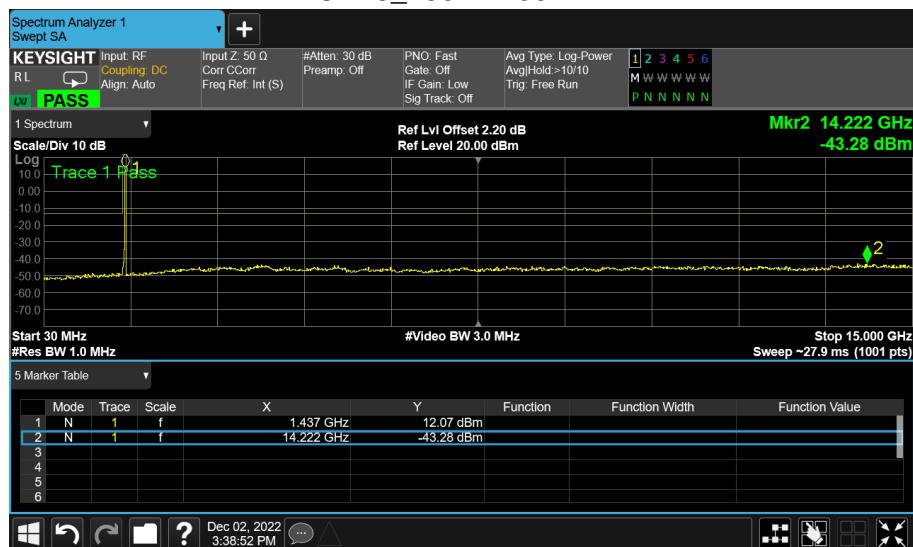 Spectrum Analyzer 1
Swept SA
KEYSIGHT
R L
LXI PASS
Input: RF
Coupling: DC
Align: Auto
Input Z: 50 Ω
Corr CCorr
Freq Ref: Int (S)
#Atten: 30 dB
Preamp: Off
PNO: Fast
Gate: Off
IF Gain: Low
Sig Track: Off
Avg Type: Log-Power
Avg|Hold:>10/10
Trig: Free Run
1 2 3 4 5 6
M W W W W W
P N N N N N
1 Spectrum
Scale/Div 10 dB
Ref Lvl Offset 2.20 dB
Ref Level 20.00 dBm
Mkr2 14.222 GHz
-43.28 dBm
Log
Trace 1 Pass
10.0
0.00
-10.0
-20.0
-30.0
-40.0
-50.0
-60.0
-70.0
1
2
Start 30 MHz
#Res BW 1.0 MHz
#Video BW 3.0 MHz
Stop 15.000 GHz
Sweep ~27.9 ms (1001 pts)
5 Marker Table
Mode Trace Scale X Y Function Function Width Function Value
1 N 1 f 1.437 GHz 12.07 dBm
2 N 1 f 14.222 GHz -43.28 dBm
3
4
5
6
?
Dec 02, 2022
3:38:52 PM